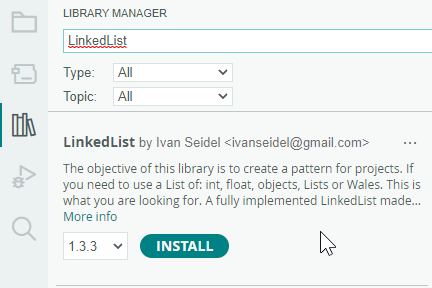 LIBRARY MANAGER
LinkedList
Type: All
Topic: All
LinkedList by Ivan Seidel <ivanseidel@gmail.com> ...
The objective of this library is to create a pattern for projects. If
you need to use a List of: int, float, objects, Lists or Wales. This is
what you are looking for. A fully implemented LinkedList made...
More info
1.3.3 INSTALL